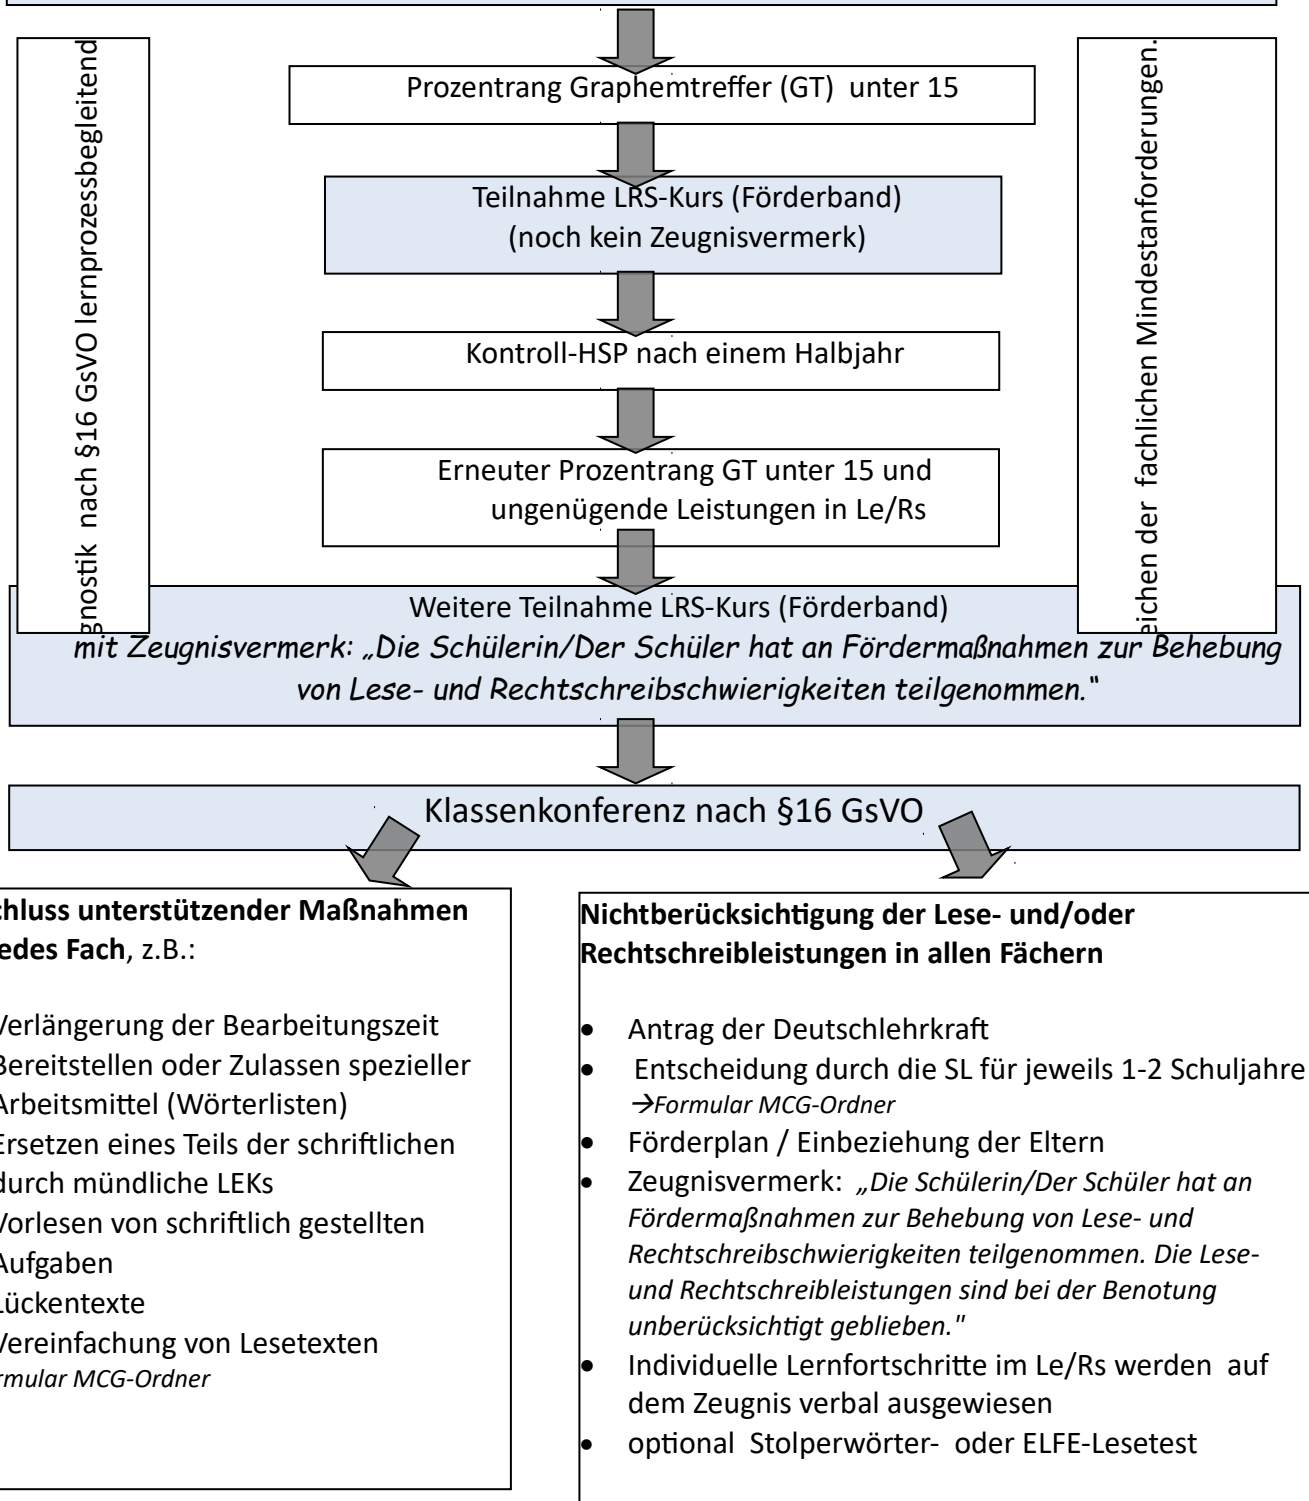 gnostik nach §16 GsVO lernprozessbegleitend
eichen der fachlichen Mindestanforderungen.
Prozentrang Graphemtreffer (GT) unter 15
Teilnahme LRS-Kurs (Förderband)
(noch kein Zeugnisvermerk)
Kontroll-HSP nach einem Halbjahr
Erneuter Prozentrang GT unter 15 und
ungenügende Leistungen in Le/Rs
Weitere Teilnahme LRS-Kurs (Förderband)
mit Zeugnisvermerk: „Die Schülerin/Der Schüler hat an Fördermaßnahmen zur Behebung
von Lese- und Rechtschreibschwierigkeiten teilgenommen.“
Klassenkonferenz nach §16 GsVO
chluss unterstützender Maßnahmen
edes Fach, z.B.:
Verlängerung der Bearbeitungszeit
Bereitstellen oder Zulassen spezieller
Arbeitsmittel (Wörterlisten)
Ersetzen eines Teils der schriftlichen
durch mündliche LEKs
Vorlesen von schriftlich gestellten
Aufgaben
Lückentexte
Vereinfachung von Lesetexten
rmular MCG-Ordner
Nichtberücksichtigung der Lese- und/oder
Rechtschreibleistungen in allen Fächern
• Antrag der Deutschlehrkraft
• Entscheidung durch die SL für jeweils 1-2 Schuljahre
→Formular MCG-Ordner
• Förderplan / Einbeziehung der Eltern
• Zeugnisvermerk: „Die Schülerin/Der Schüler hat an
Fördermaßnahmen zur Behebung von Lese- und
Rechtschreibschwierigkeiten teilgenommen. Die Lese-
und Rechtschreibleistungen sind bei der Benotung
unberücksichtigt geblieben."
• Individuelle Lernfortschritte im Le/Rs werden auf
dem Zeugnis verbal ausgewiesen
• optional Stolperwörter- oder ELFE-Lesetest